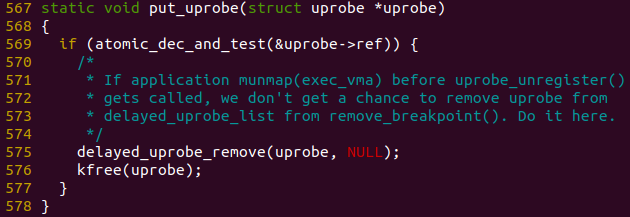 567 static void put_uprobe(struct uprobe *uprobe)
568 {
569   if (atomic_dec_and_test(&uprobe->ref)) {
570     /*
571      * If application munmap(exec_vma) before uprobe_unregister()
572      * gets called, we don't get a chance to remove uprobe from
573      * delayed_uprobe_list from remove_breakpoint(). Do it here.
574      */
575     delayed_uprobe_remove(uprobe, NULL);
576     kfree(uprobe);
577   }
578 }